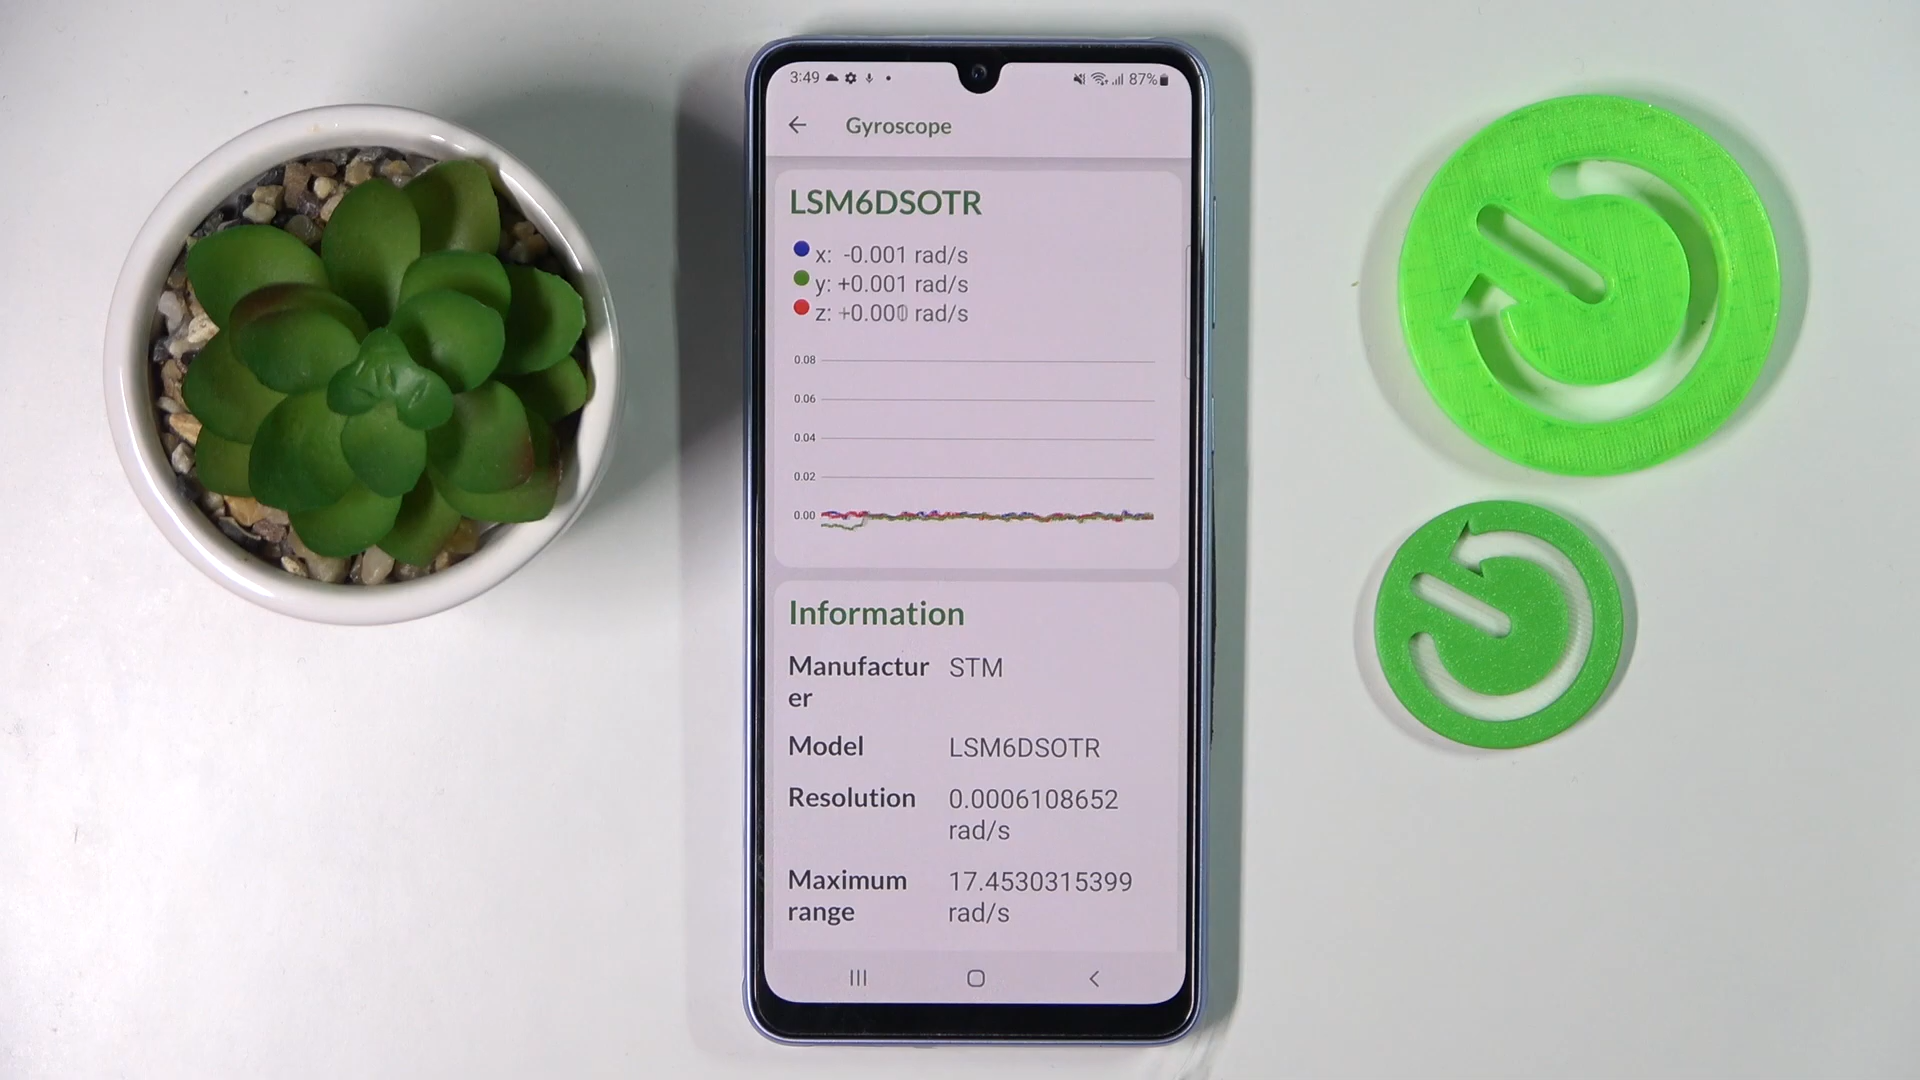 3:49 87%
Gyroscope
LSM6DSOTR
x: -0.001 rad/s
y: +0.001 rad/s
z: +0.000 rad/s
0.08
0.06
0.04
0.02
0.00
Information
Manufactur STM
er
Model LSM6DSOTR
Resolution 0.0006108652
rad/s
Maximum 17.4530315399
range rad/s